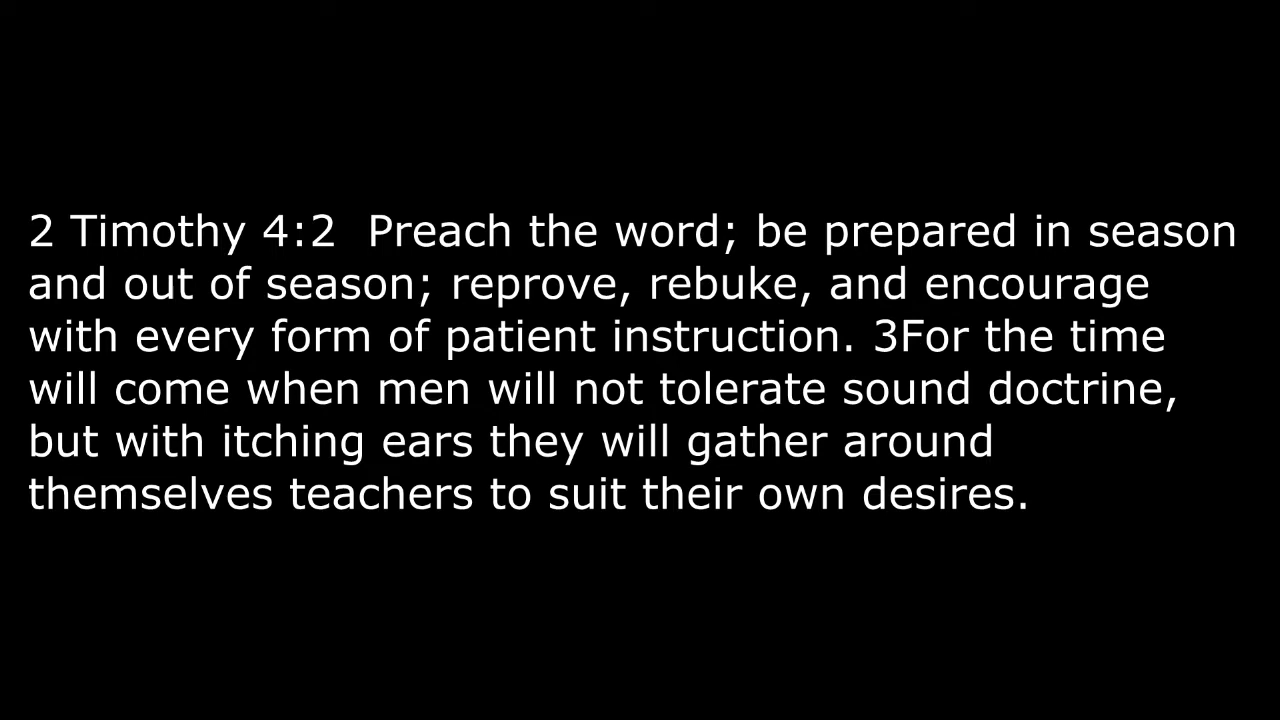 2 Timothy 4:2  Preach the word; be prepared in season
and out of season; reprove, rebuke, and encourage
with every form of patient instruction. 3For the time
will come when men will not tolerate sound doctrine,
but with itching ears they will gather around
themselves teachers to suit their own desires.